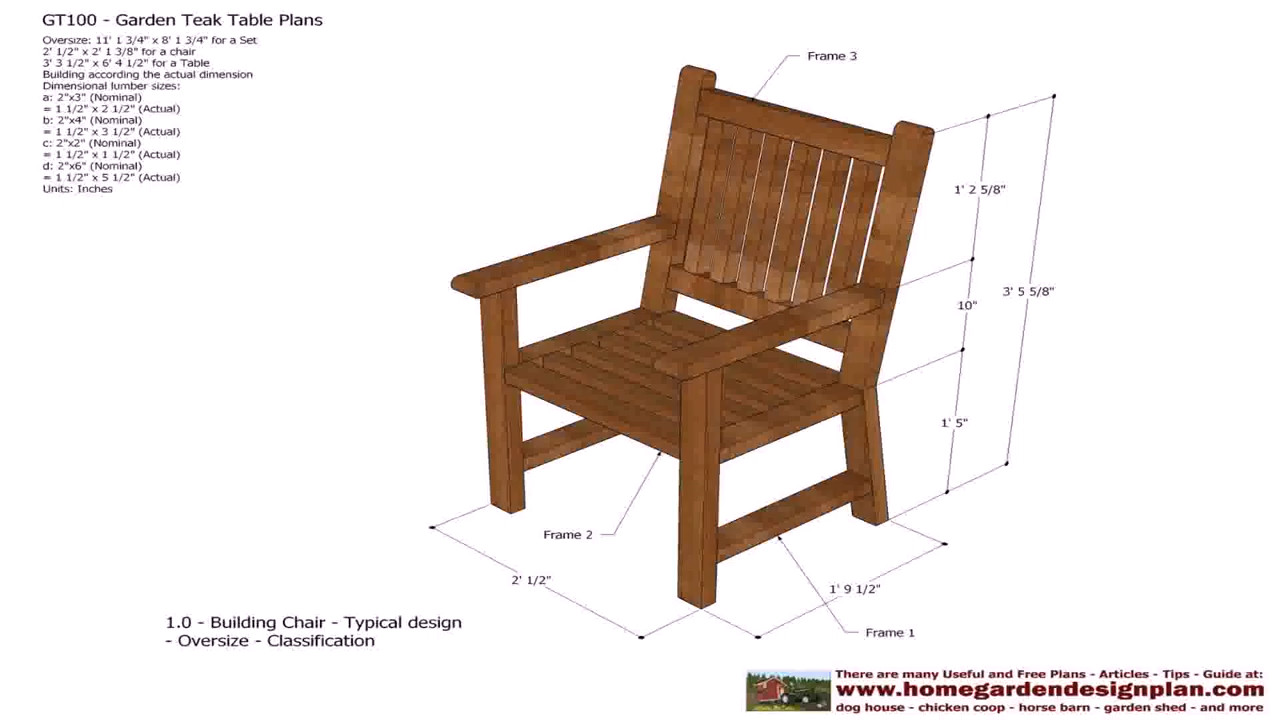 GT100 - Garden Teak Table Plans
Oversize: 11' 1 3/4" x 8' 1 3/4" for a Set
2' 1/2" x 2' 1 3/8" for a chair
3' 3 1/2" x 6' 4 1/2" for a Table
Building according the actual dimension
Dimensional lumber sizes:
a: 2"x3" (Nominal)
= 1 1/2" x 2 1/2" (Actual)
b: 2"x4" (Nominal)
= 1 1/2" x 3 1/2" (Actual)
c: 2"x2" (Nominal)
= 1 1/2" x 1 1/2" (Actual)
d: 2"x6" (Nominal)
= 1 1/2" x 5 1/2" (Actual)
Units: Inches
Frame 3
1' 2 5/8"
3' 5 5/8"
10"
1' 5"
Frame 2
2' 1/2"
1' 9 1/2"
Frame 1
1.0 - Building Chair - Typical design
- Oversize - Classification
There are many Useful and Free Plans - Articles - Tips - Guide at:
www.homegardendesignplan.com
dog house - chicken coop - horse barn - garden shed - and more